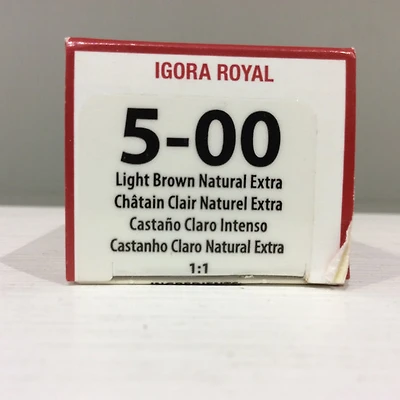 IGORA ROYAL
5-00
Light Brown Natural Extra
Châtain Clair Naturel Extra
Castaño Claro Intenso
Castanho Claro Natural Extra
1:1